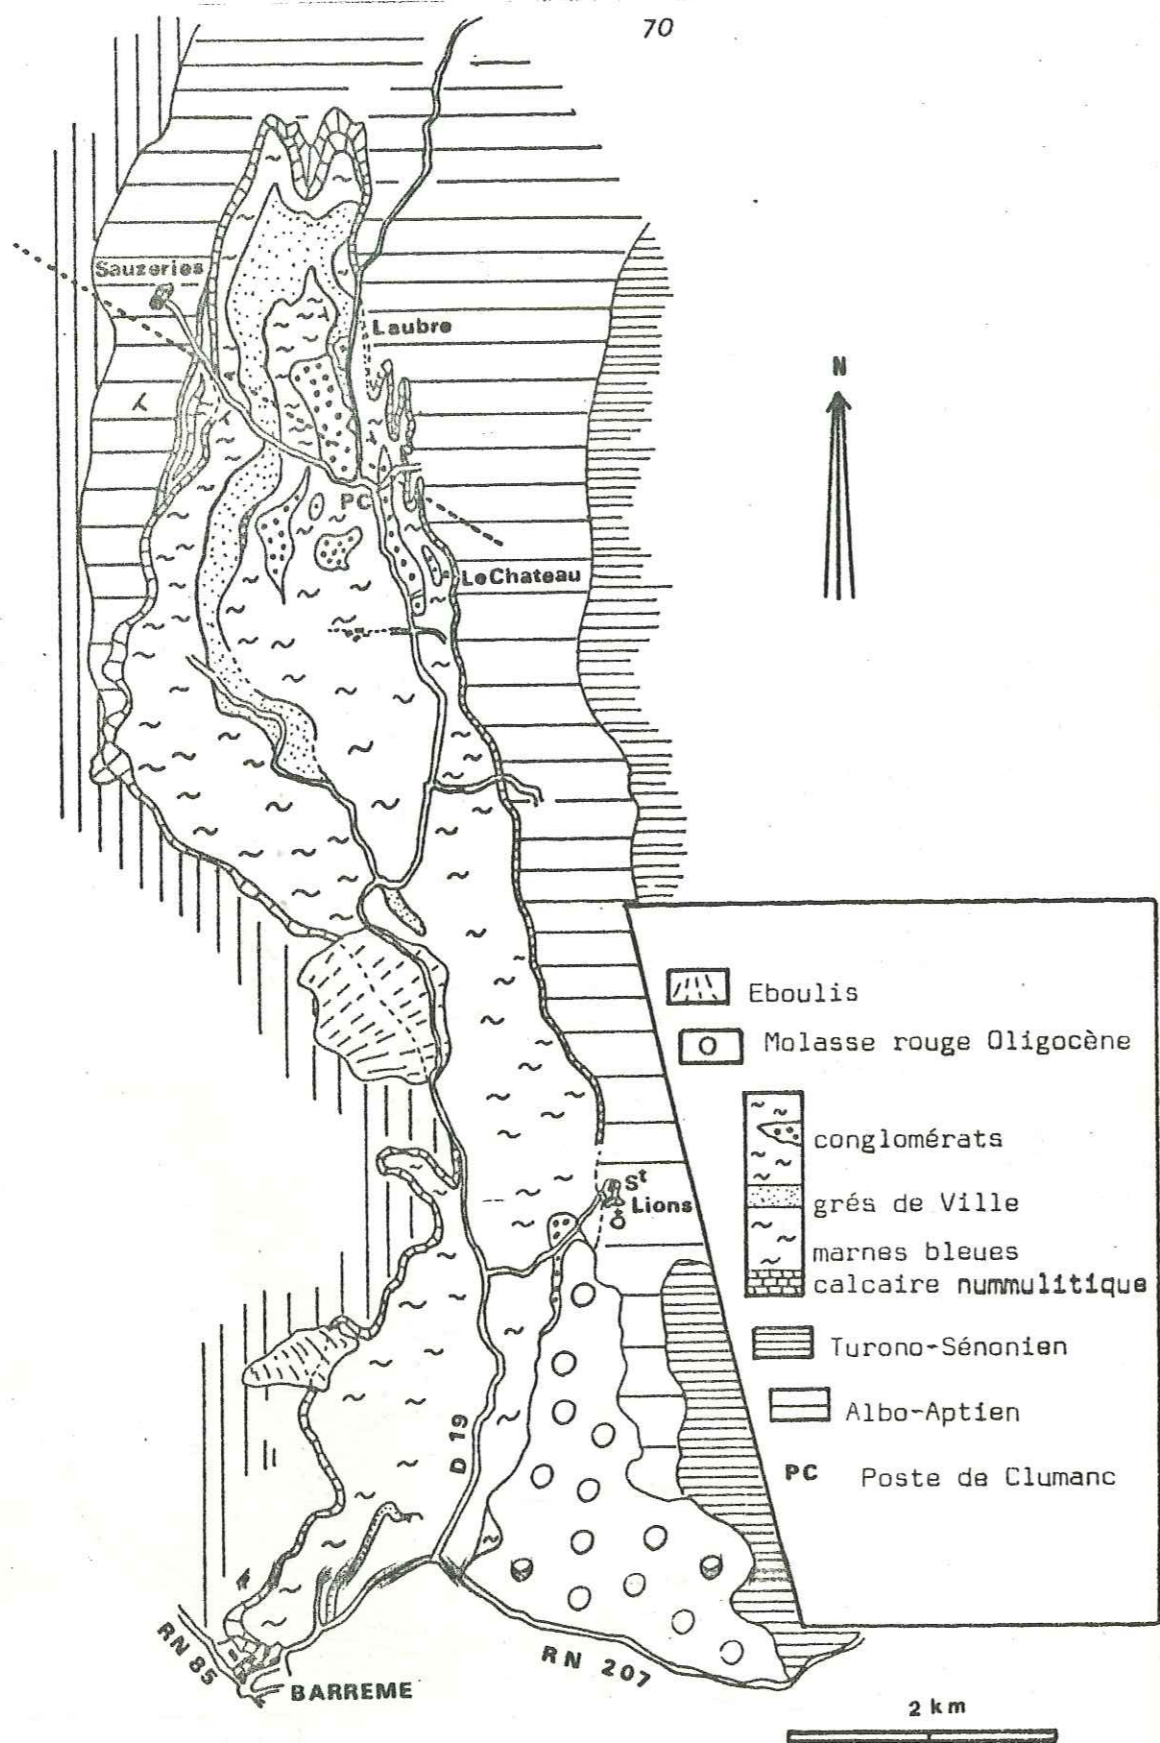 70
Sauzeries
Laubre
N
PC
Le Chateau
Eboulis
Molasse rouge Oligocène
conglomérats
grés de Ville
marnes bleues
calcaire nummulitique
Turono-Sénonien
Albo-Aptien
PC Poste de Clumanc
St
Lions
D 19
RN 85
BARREME
RN 207
2 km